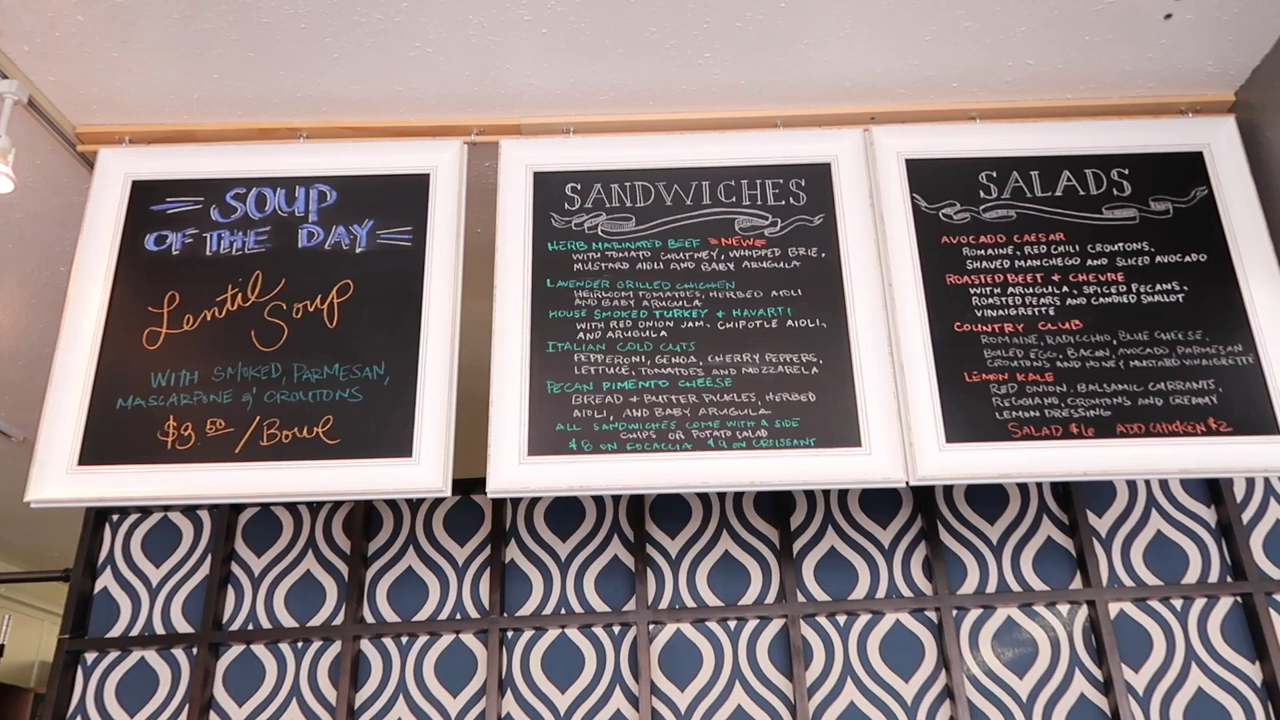 SOUP
OF THE DAY
Lentil
Soup
WITH SMOKED, PARMESAN,
MASCARPONE & CROUTONS
$3.50/BOWL
SANDWICHES
HERB MARINATED BEEF NEW
WITH TOMATO CHUTNEY, WHIPPED BRIE,
MUSTARD AIOLI AND BABY ARUGULA
LAVENDER GRILLED CHICKEN
HEIRLOOM TOMATOES, HERBED AIOLI
AND BABY ARUGULA
HOUSE SMOKED TURKEY + HAVARTI
WITH RED ONION JAM, CHIPOTLE AIOLI,
AND ARUGULA
ITALIAN COLD CUTS
PEPPERONI, GENOA, CHERRY PEPPERS,
LETTUCE, TOMATOES AND MOZZARELA
PECAN PIMENTO CHEESE
BREAD + BUTTER PICKLES, HERBED
AIOLI, AND BABY ARUGULA
ALL SANDWICHES COME WITH A SIDE
CHIPS OR POTATO SALAD
$8 ON FOCACCIA $9 ON CROISSANT
SALADS
AVOCADO CAESAR
ROMAINE, RED CHILI CROUTONS,
SHAVED MANCHEGO AND SLICED AVOCADO
ROASTED BEET + CHEVRE
WITH ARUGULA, SPICED PECANS,
ROASTED PEARS AND CANDIED SHALLOT
VINAIGRETTE
COUNTRY CLUB
ROMAINE, RADICCHIO, BLUE CHEESE,
BOILED EGG, BACON, AVOCADO, PARMESAN
CROUTONS AND HONEY MUSTARD VINAIGRETTE
LEMON KALE
RED ONION, BALSAMIC CURRANTS,
REGGIANO, CROUTONS AND CREAMY
LEMON DRESSING
SALAD $6 ADD CHICKEN $2